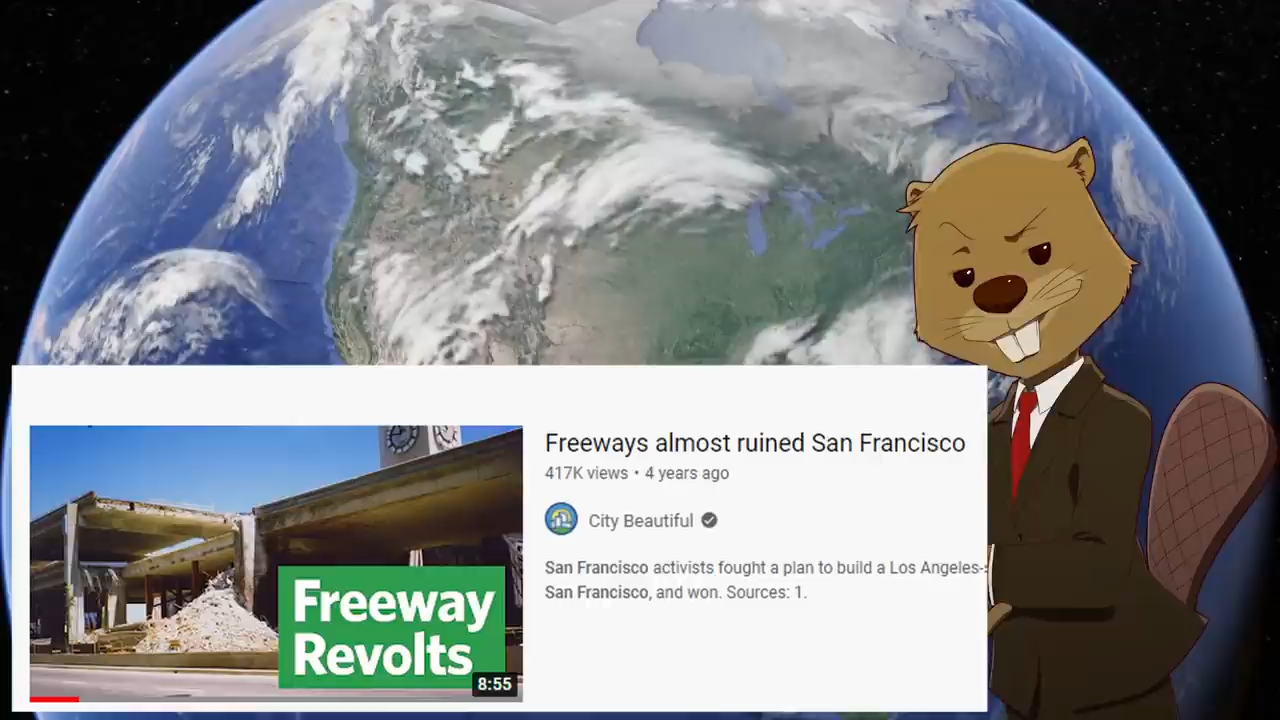 Freeways almost ruined San Francisco
417K views • 4 years ago
City Beautiful
San Francisco activists fought a plan to build a Los Angeles-
San Francisco, and won. Sources: 1.
Freeway
Revolts
8:55